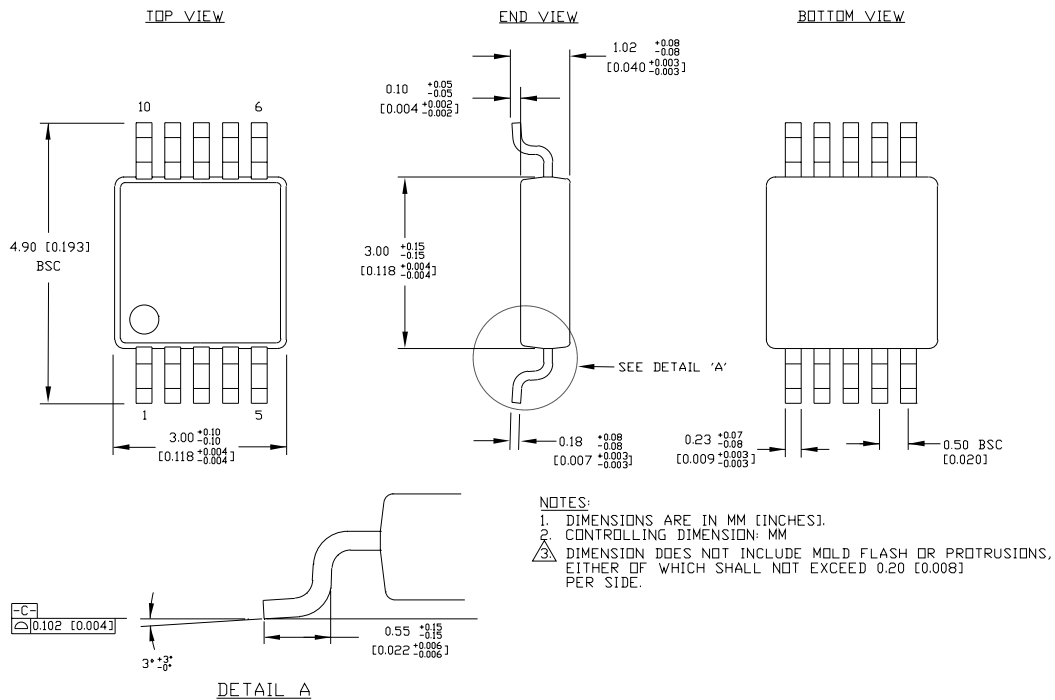 TOP VIEW
END VIEW
BOTTOM VIEW
1.02 +0.08 -0.08
[0.040 +0.003 -0.003]
0.10 +0.05 -0.05
[0.004 +0.002 -0.002]
10
6
4.90 [0.193]
BSC
3.00 +0.15 -0.15
[0.118 +0.004 -0.004]
SEE DETAIL 'A'
1
5
3.00 +0.10 -0.10
[0.118 +0.004 -0.004]
0.18 +0.08 -0.08
[0.007 +0.003 -0.003]
0.23 +0.07 -0.08
[0.009 +0.003 -0.003]
0.50 BSC
[0.020]
NOTES:
1. DIMENSIONS ARE IN MM [INCHES].
2. CONTROLLING DIMENSION: MM
3. DIMENSION DOES NOT INCLUDE MOLD FLASH OR PROTRUSIONS,
EITHER OF WHICH SHALL NOT EXCEED 0.20 [0.008]
PER SIDE.
-C-
0.102 [0.004]
3° +3° -0°
0.55 +0.15 -0.15
[0.022 +0.006 -0.006]
DETAIL A